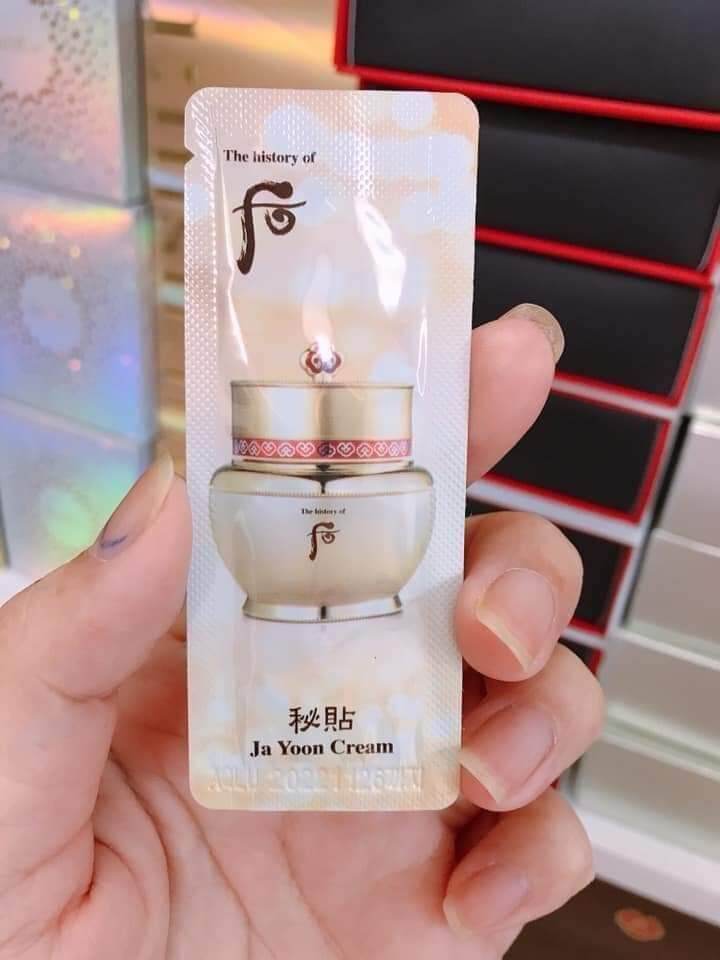 The history of
后
The history of
后
秘貼
Ja Yoon Cream